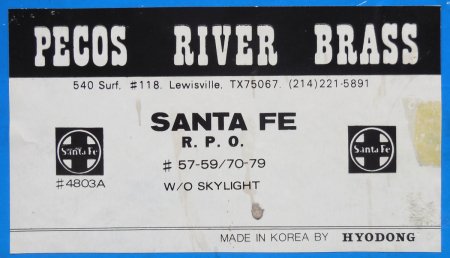 PECOS RIVER BRASS
540 Surf. #118. Lewisville, TX75067. (214)221-5891
SANTA FE
R. P. O.
Santa Fe
Santa Fe
# 57-59/70-79
#4803A
W/O SKYLIGHT
MADE IN KOREA BY HYODONG